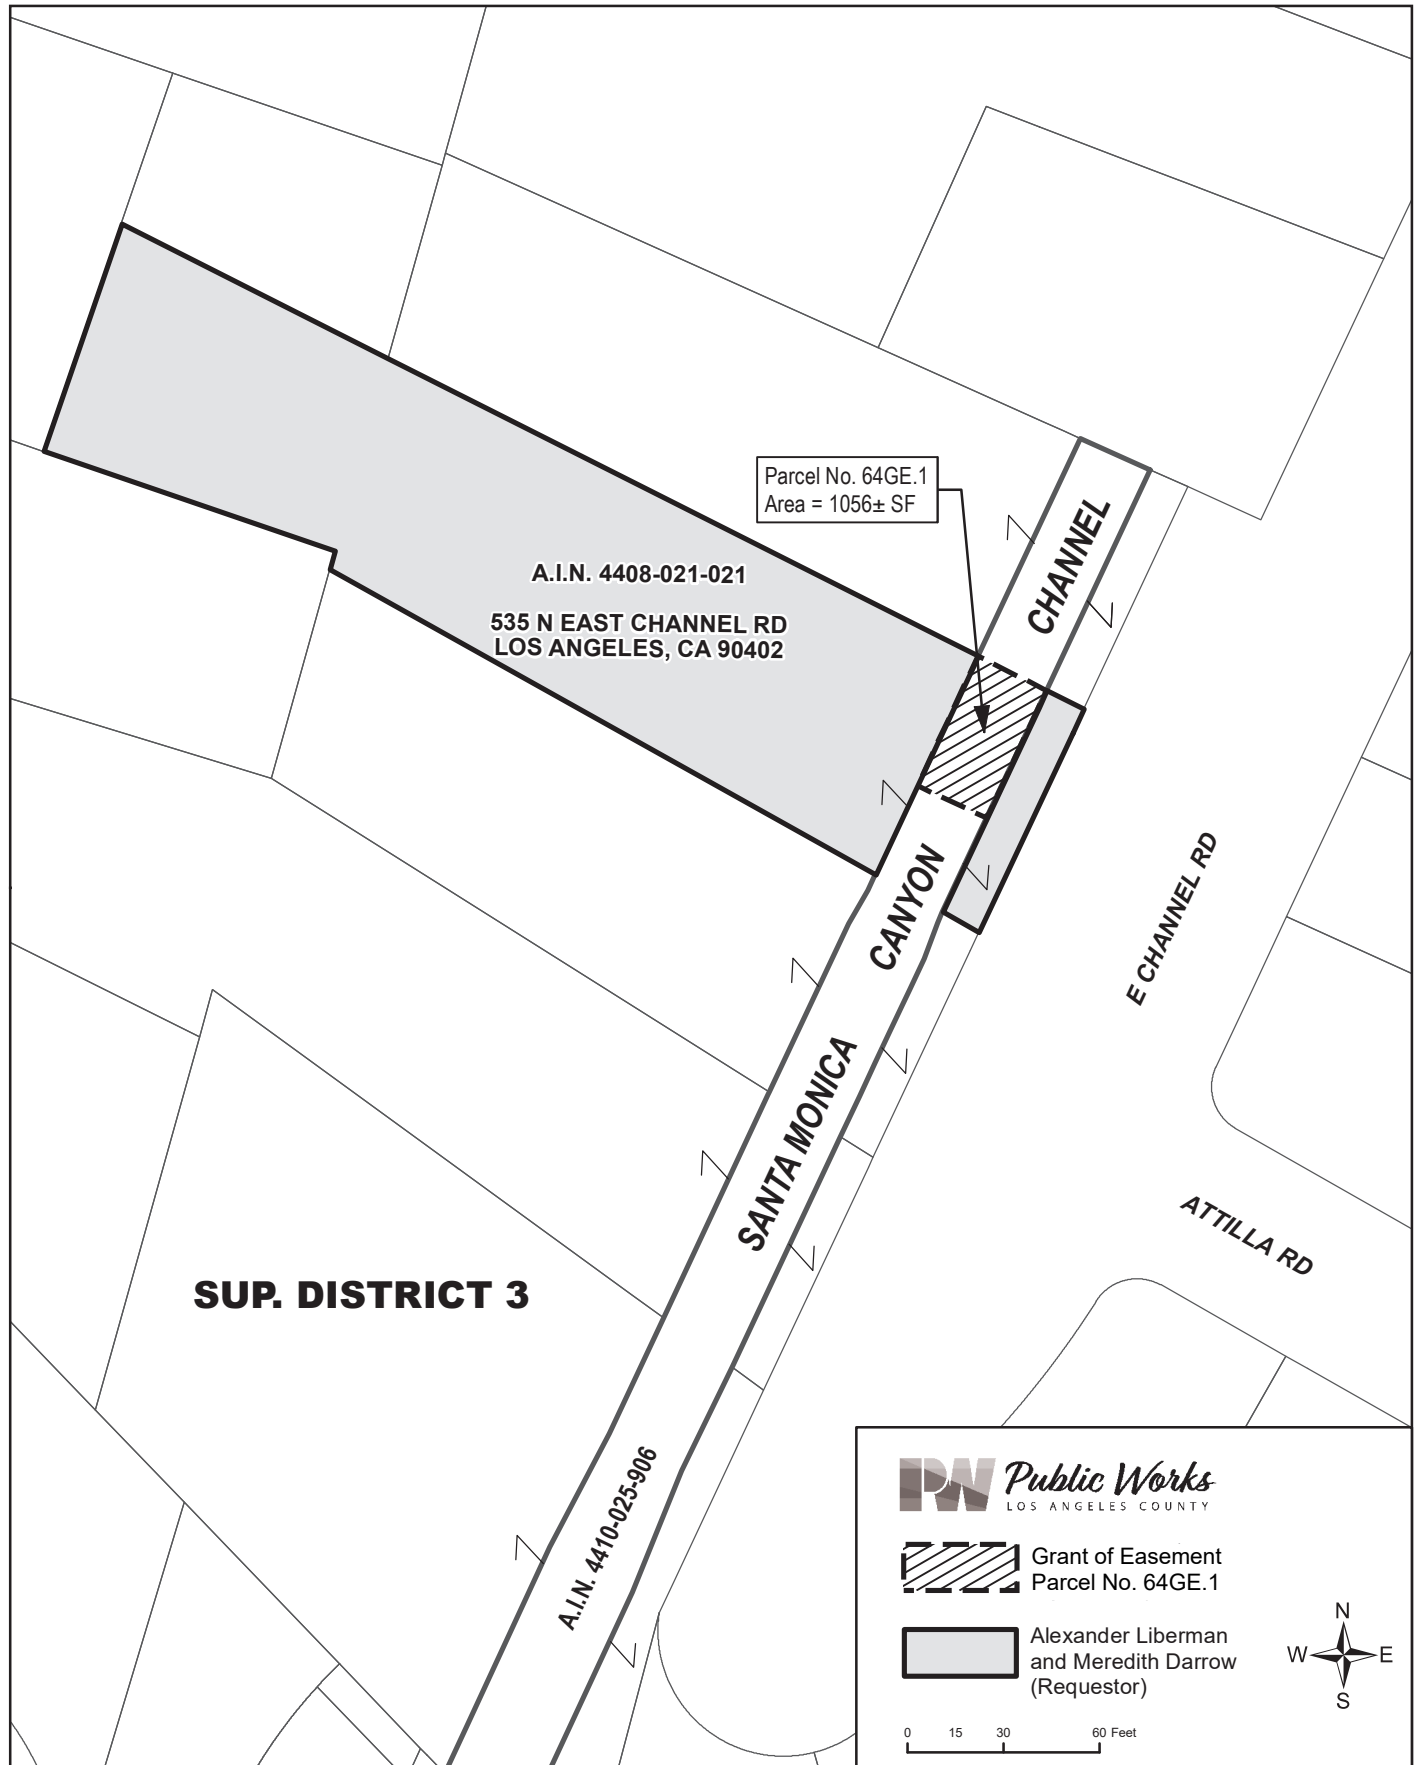 Parcel No. 64GE.1
Area = 1056± SF
CHANNEL
A.I.N. 4408-021-021
535 N EAST CHANNEL RD
LOS ANGELES, CA 90402
CANYON
E CHANNEL RD
SANTA MONICA
ATTILLA RD
SUP. DISTRICT 3
A.I.N. 4410-025-906
PW Public Works
LOS ANGELES COUNTY
Grant of Easement
Parcel No. 64GE.1
Alexander Liberman
and Meredith Darrow
(Requestor)
N
W E
S
0 15 30 60 Feet